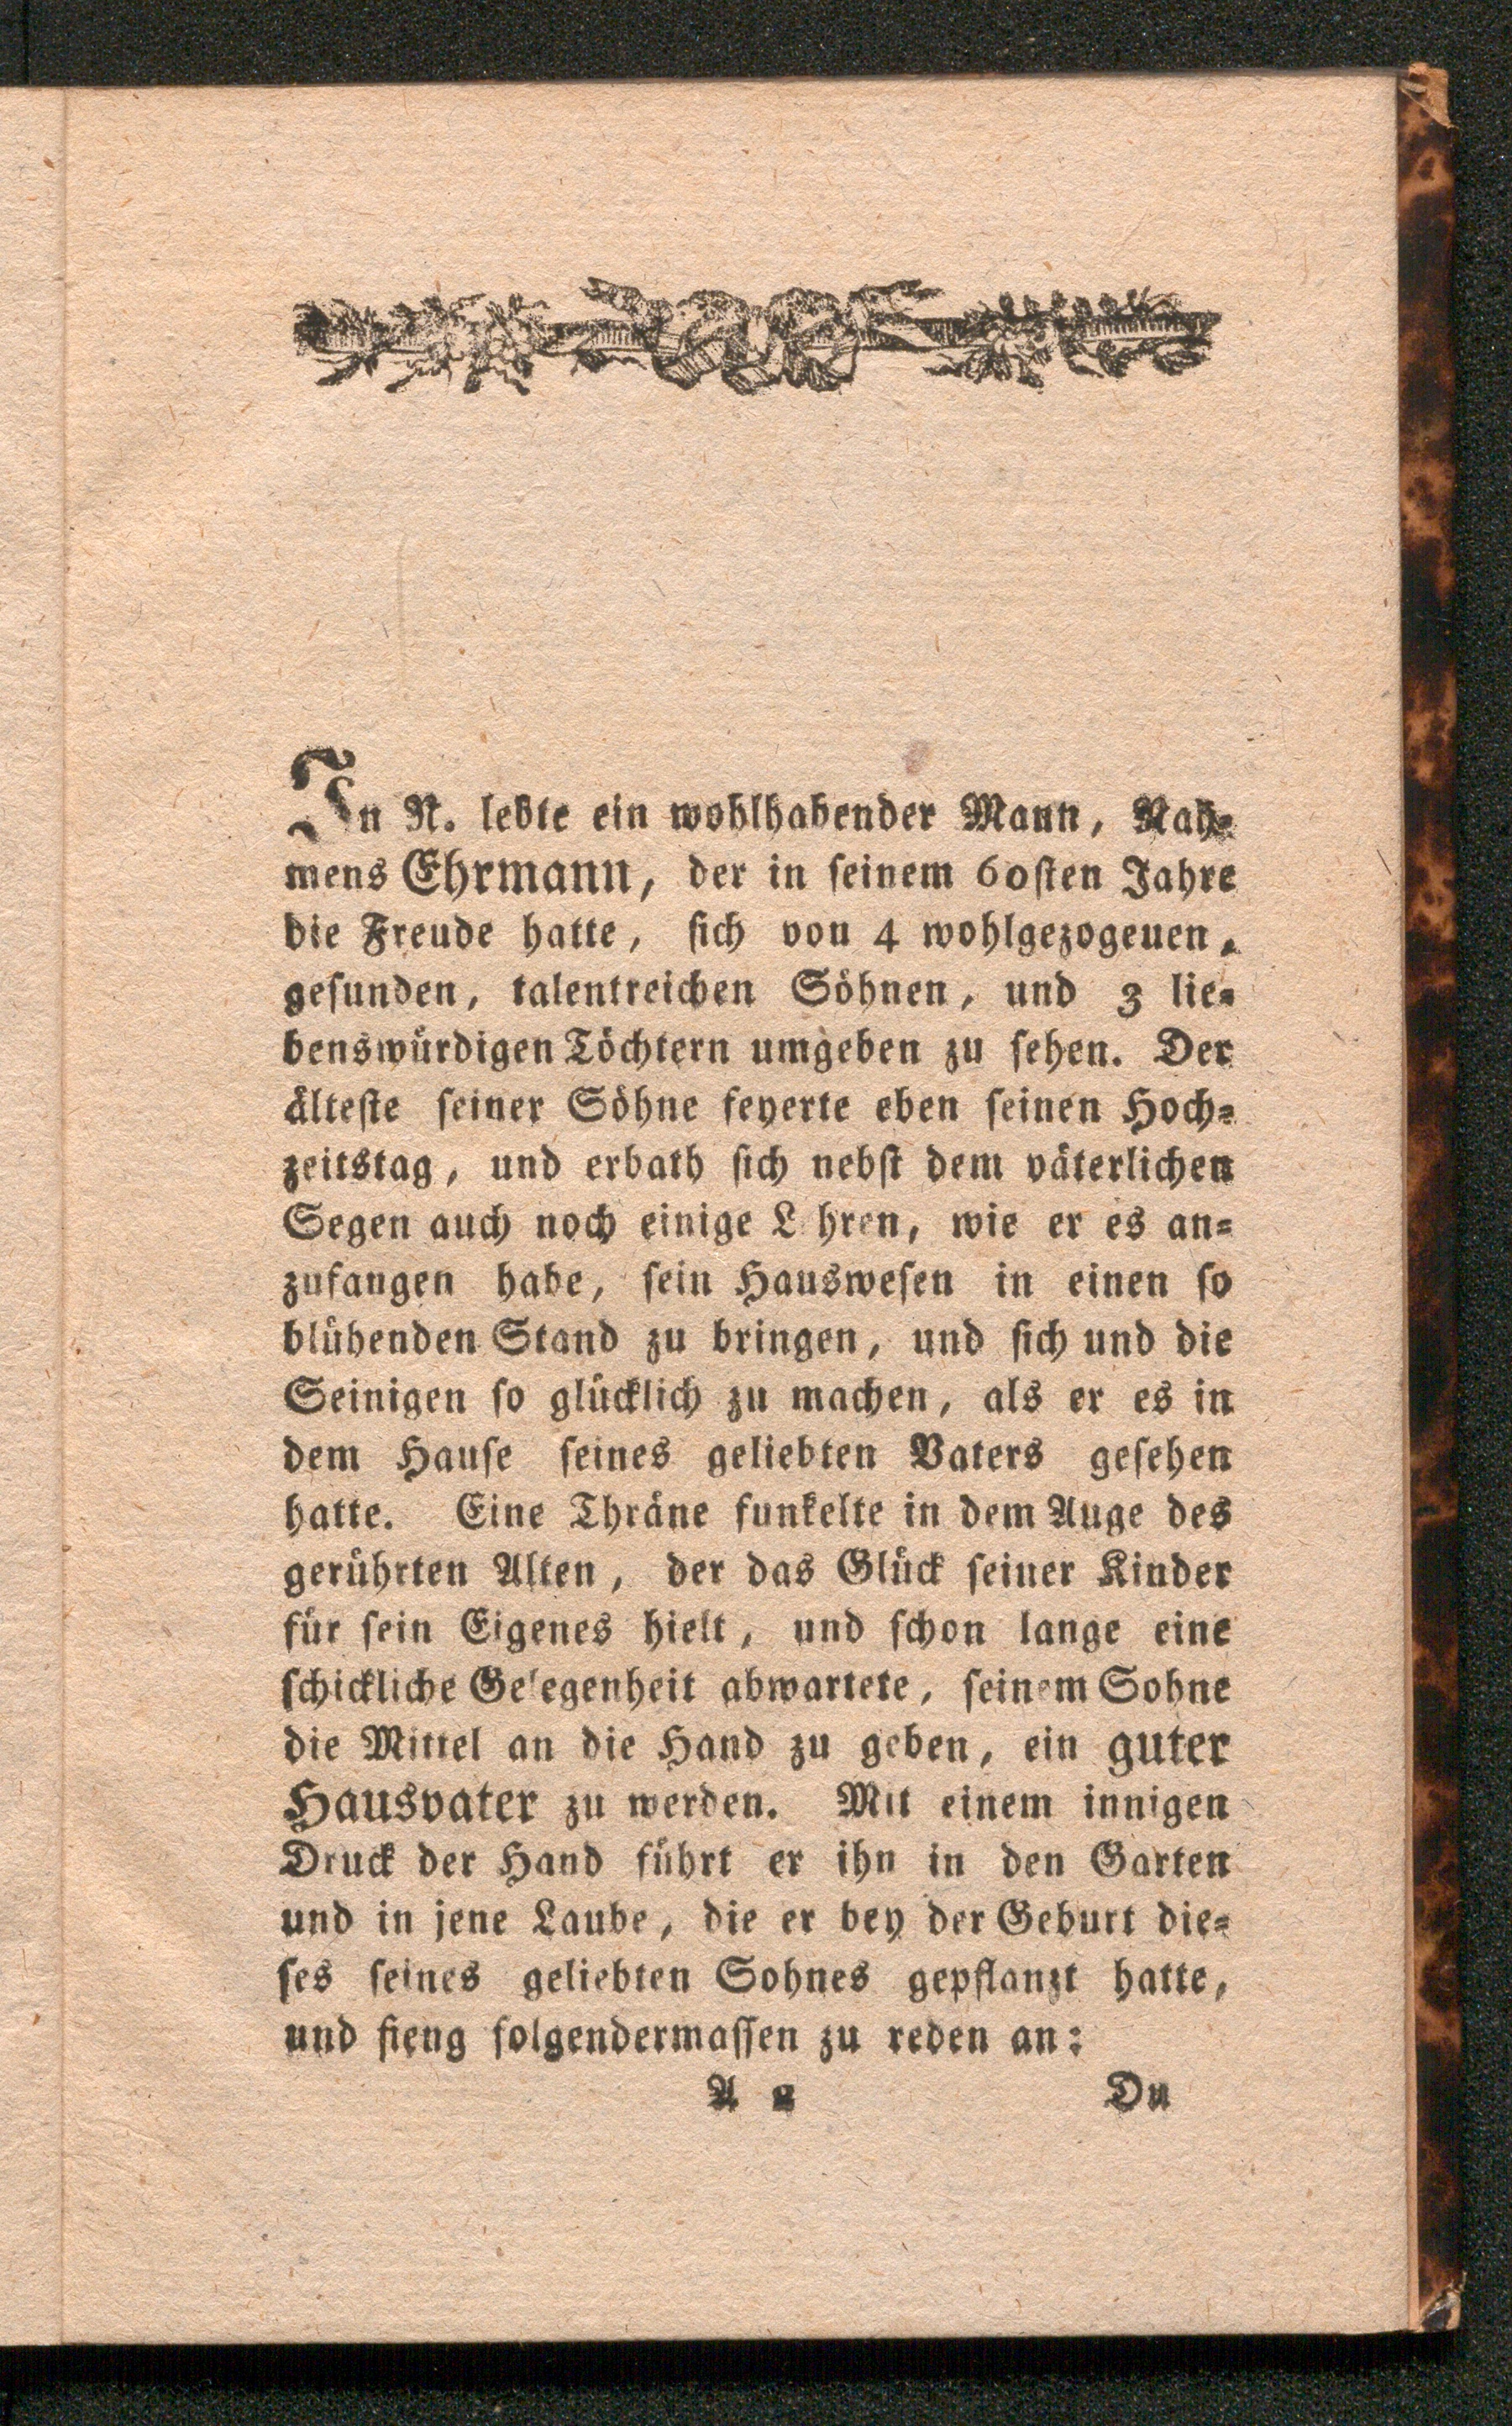 In N. lebte ein wohlhabender Mann, Nah-
mens Ehrmann, der in seinem 60sten Jahre
die Freude hatte, sich von 4 wohlgezogenen,
gesunden, talentreichen Söhnen, und 3 lie-
benswürdigen Töchtern umgeben zu sehen. Der
älteste seiner Söhne feyerte eben seinen Hoch-
zeitstag, und erbath sich nebst dem väterlichen
Segen auch noch einige L hren, wie er es an-
zufangen habe, sein Hauswesen in einen so
blühenden Stand zu bringen, und sich und die
Seinigen so glücklich zu machen, als er es in
dem Hause seines geliebten Vaters gesehen
hatte. Eine Thräne funkelte in dem Auge des
gerührten Alten, der das Glück seiner Kinder
für sein Eigenes hielt, und schon lange eine
schickliche Gelegenheit abwartete, seinem Sohne
die Mittel an die Hand zu geben, ein guter
Hausvater zu werden. Mit einem innigen
Druck der Hand führt er ihn in den Garten
und in jene Laube, die er bey der Geburt die-
ses seines geliebten Sohnes gepflanzt hatte,
und fieng folgendermassen zu reden an:
A
Du